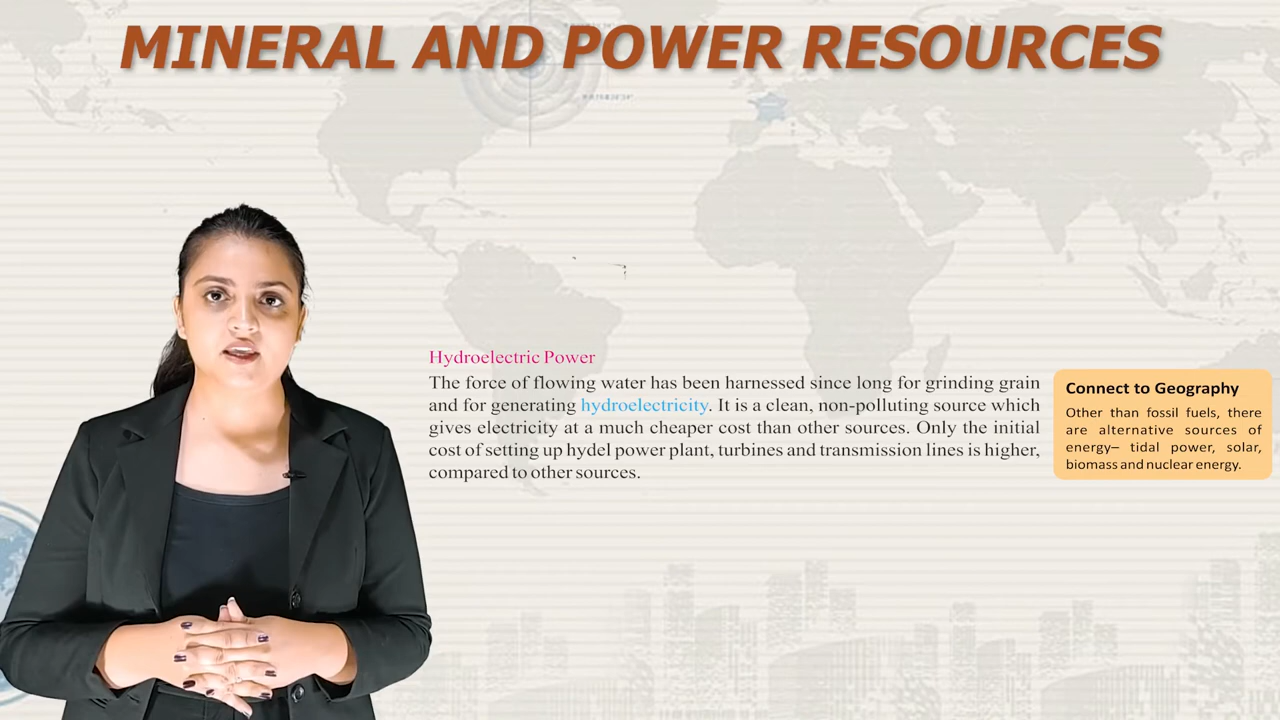 MINERAL AND POWER RESOURCES
Hydroelectric Power
The force of flowing water has been harnessed since long for grinding grain
and for generating hydroelectricity. It is a clean, non-polluting source which
gives electricity at a much cheaper cost than other sources. Only the initial
cost of setting up hydel power plant, turbines and transmission lines is higher,
compared to other sources.
Connect to Geography
Other than fossil fuels, there
are alternative sources of
energy– tidal power, solar,
biomass and nuclear energy.